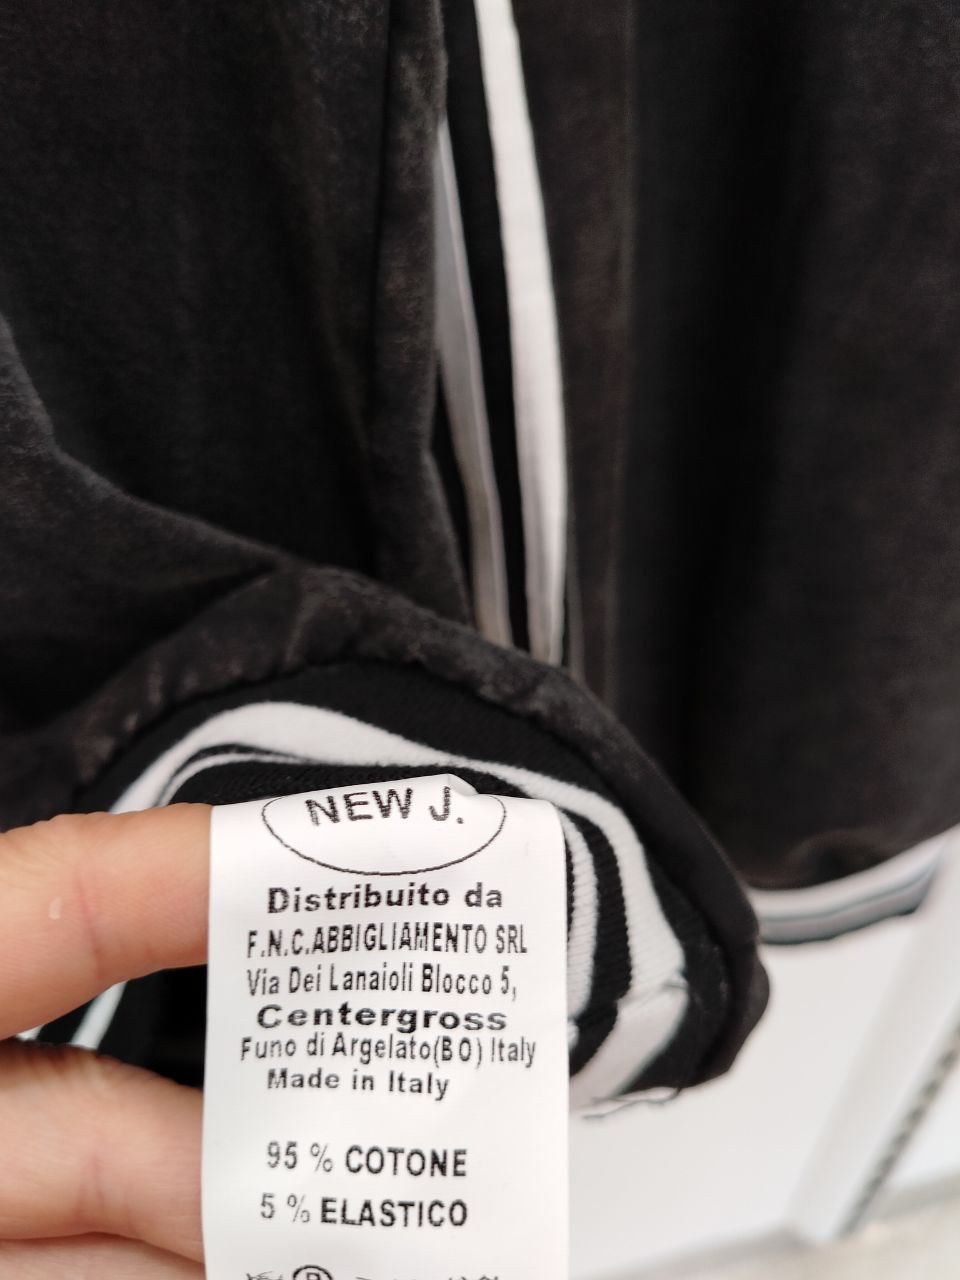 NEW J.
Distribuito da
F.N.C.ABBIGLIAMENTO SRL
Via Dei Lanaioli Blocco 5,
Centergross
Funo di Argelato(BO) Italy
Made in Italy
95 % COTONE
5 % ELASTICO